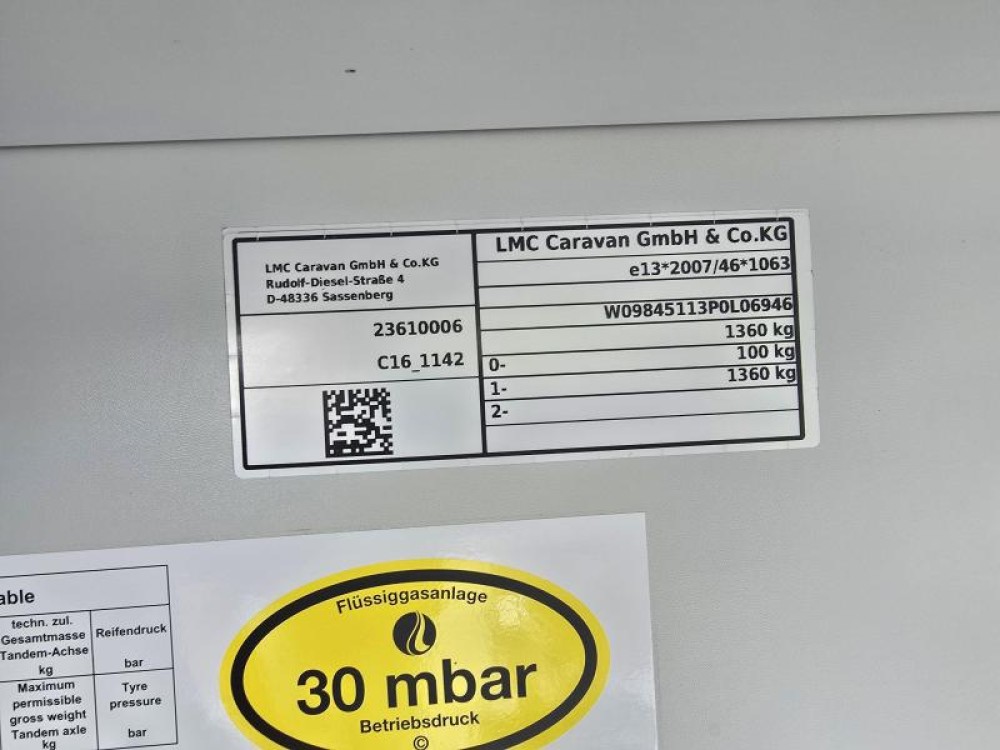 LMC Caravan GmbH & Co.KG
Rudolf-Diesel-Straße 4
D-48336 Sassenberg
23610006
C16_1142
LMC Caravan GmbH & Co.KG
e13*2007/46*1063
W09845113P0L06946
1360 kg
0- 100 kg
1- 1360 kg
2-
techn. zul.
Gesamtmasse
Tandem-Achse
kg
Reifendruck
bar
Maximum
permissible
gross weight
Tandem axle
kg
Tyre
pressure
bar
Flüssiggasanlage
30 mbar
Betriebsdruck
©